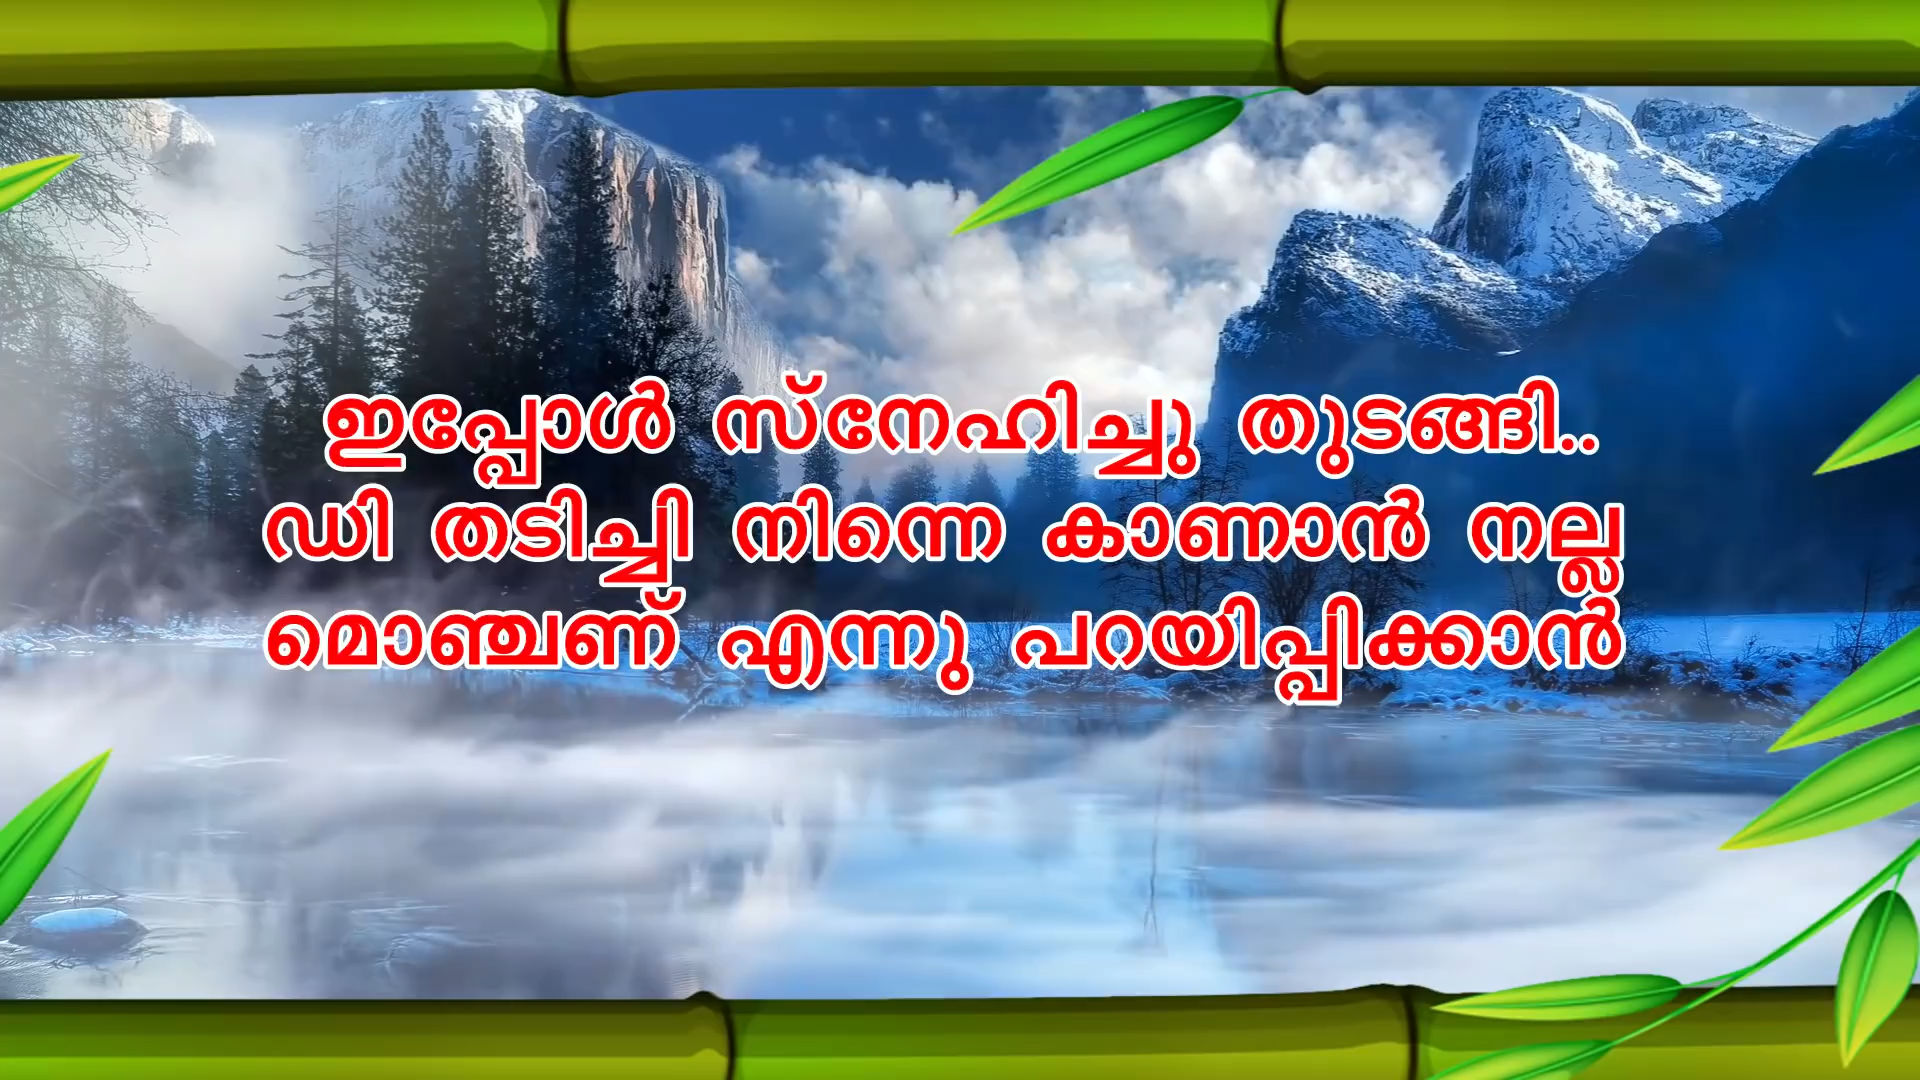 ഇപ്പോൾ സ്നേഹിച്ചു തുടങ്ങി..
ഡി തടിച്ചി നിന്നെ കാണാൻ നല്ല
മൊഞ്ചണ് എന്നു പറയിപ്പിക്കാൻ